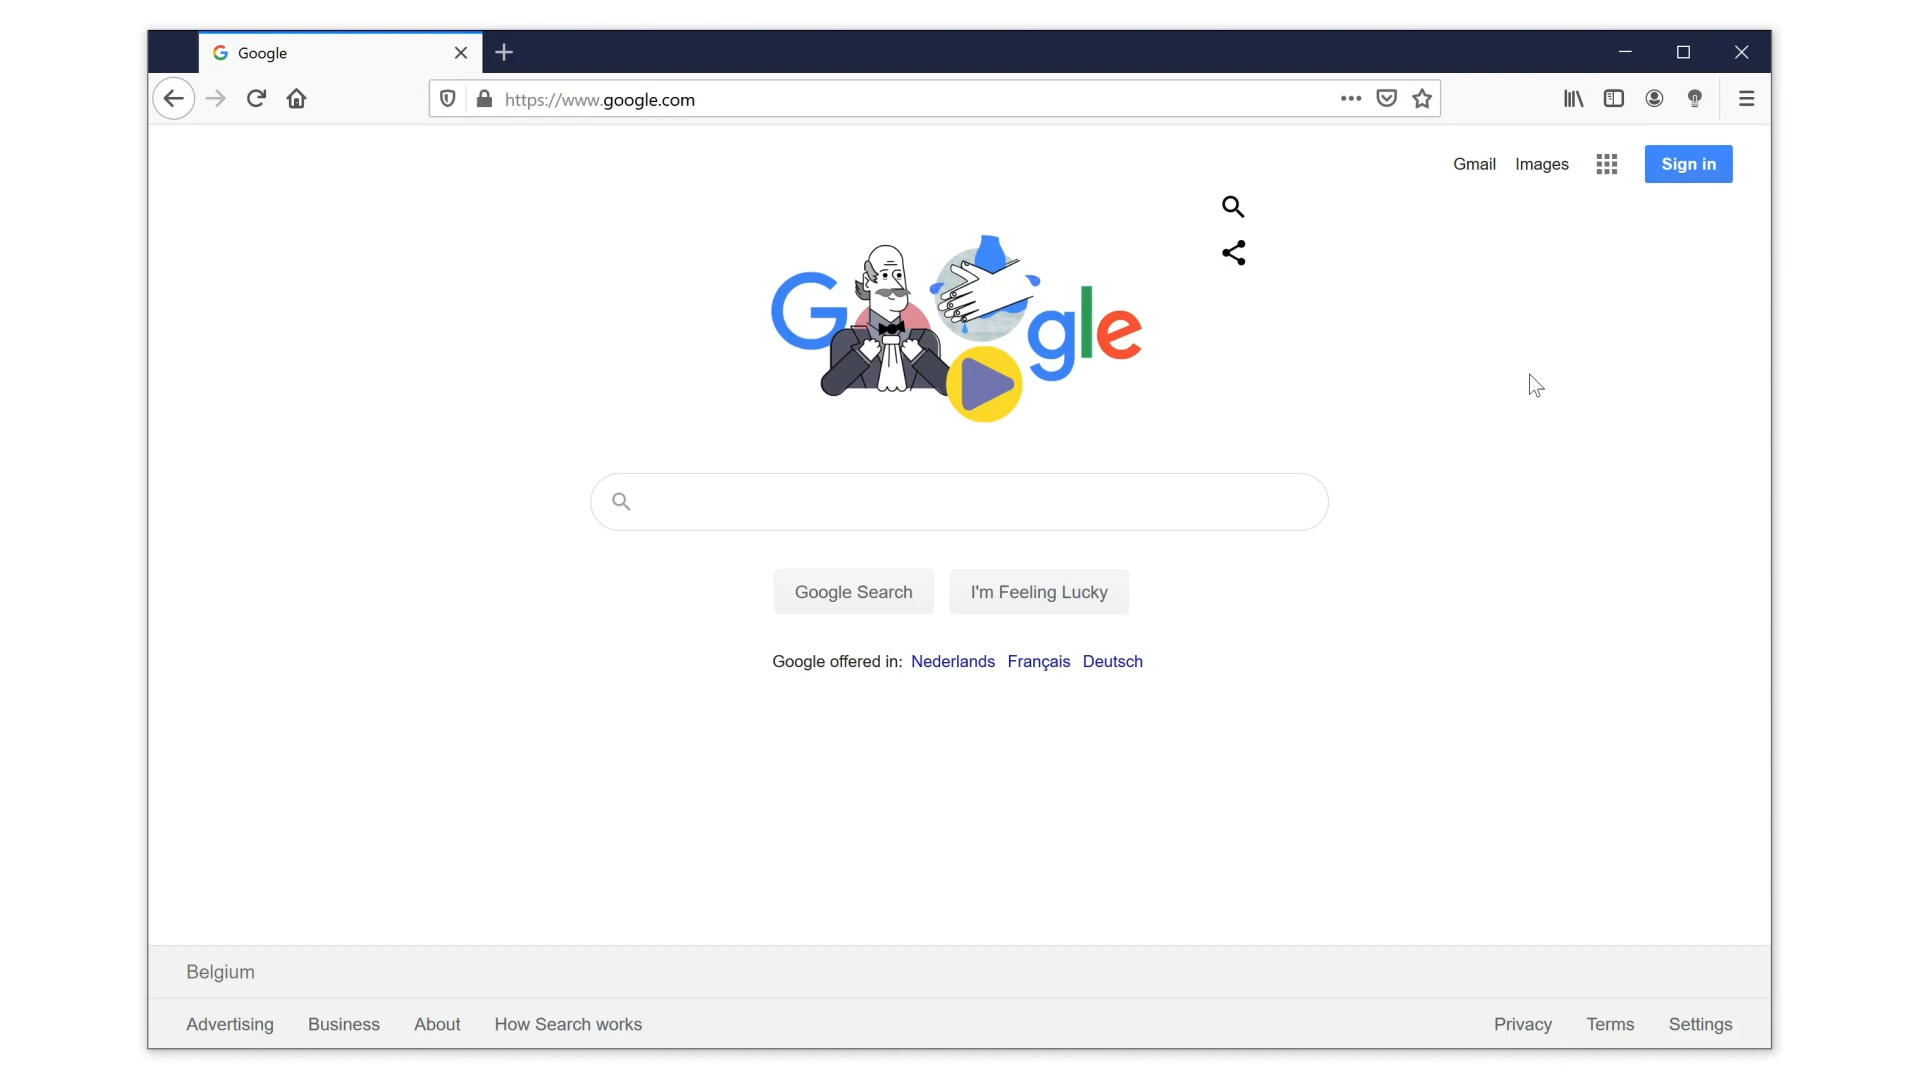 Google
https://www.google.com
Gmail Images Sign in
Google
Google Search I'm Feeling Lucky
Google offered in: Nederlands Français Deutsch
Belgium
Advertising Business About How Search works Privacy Terms Settings